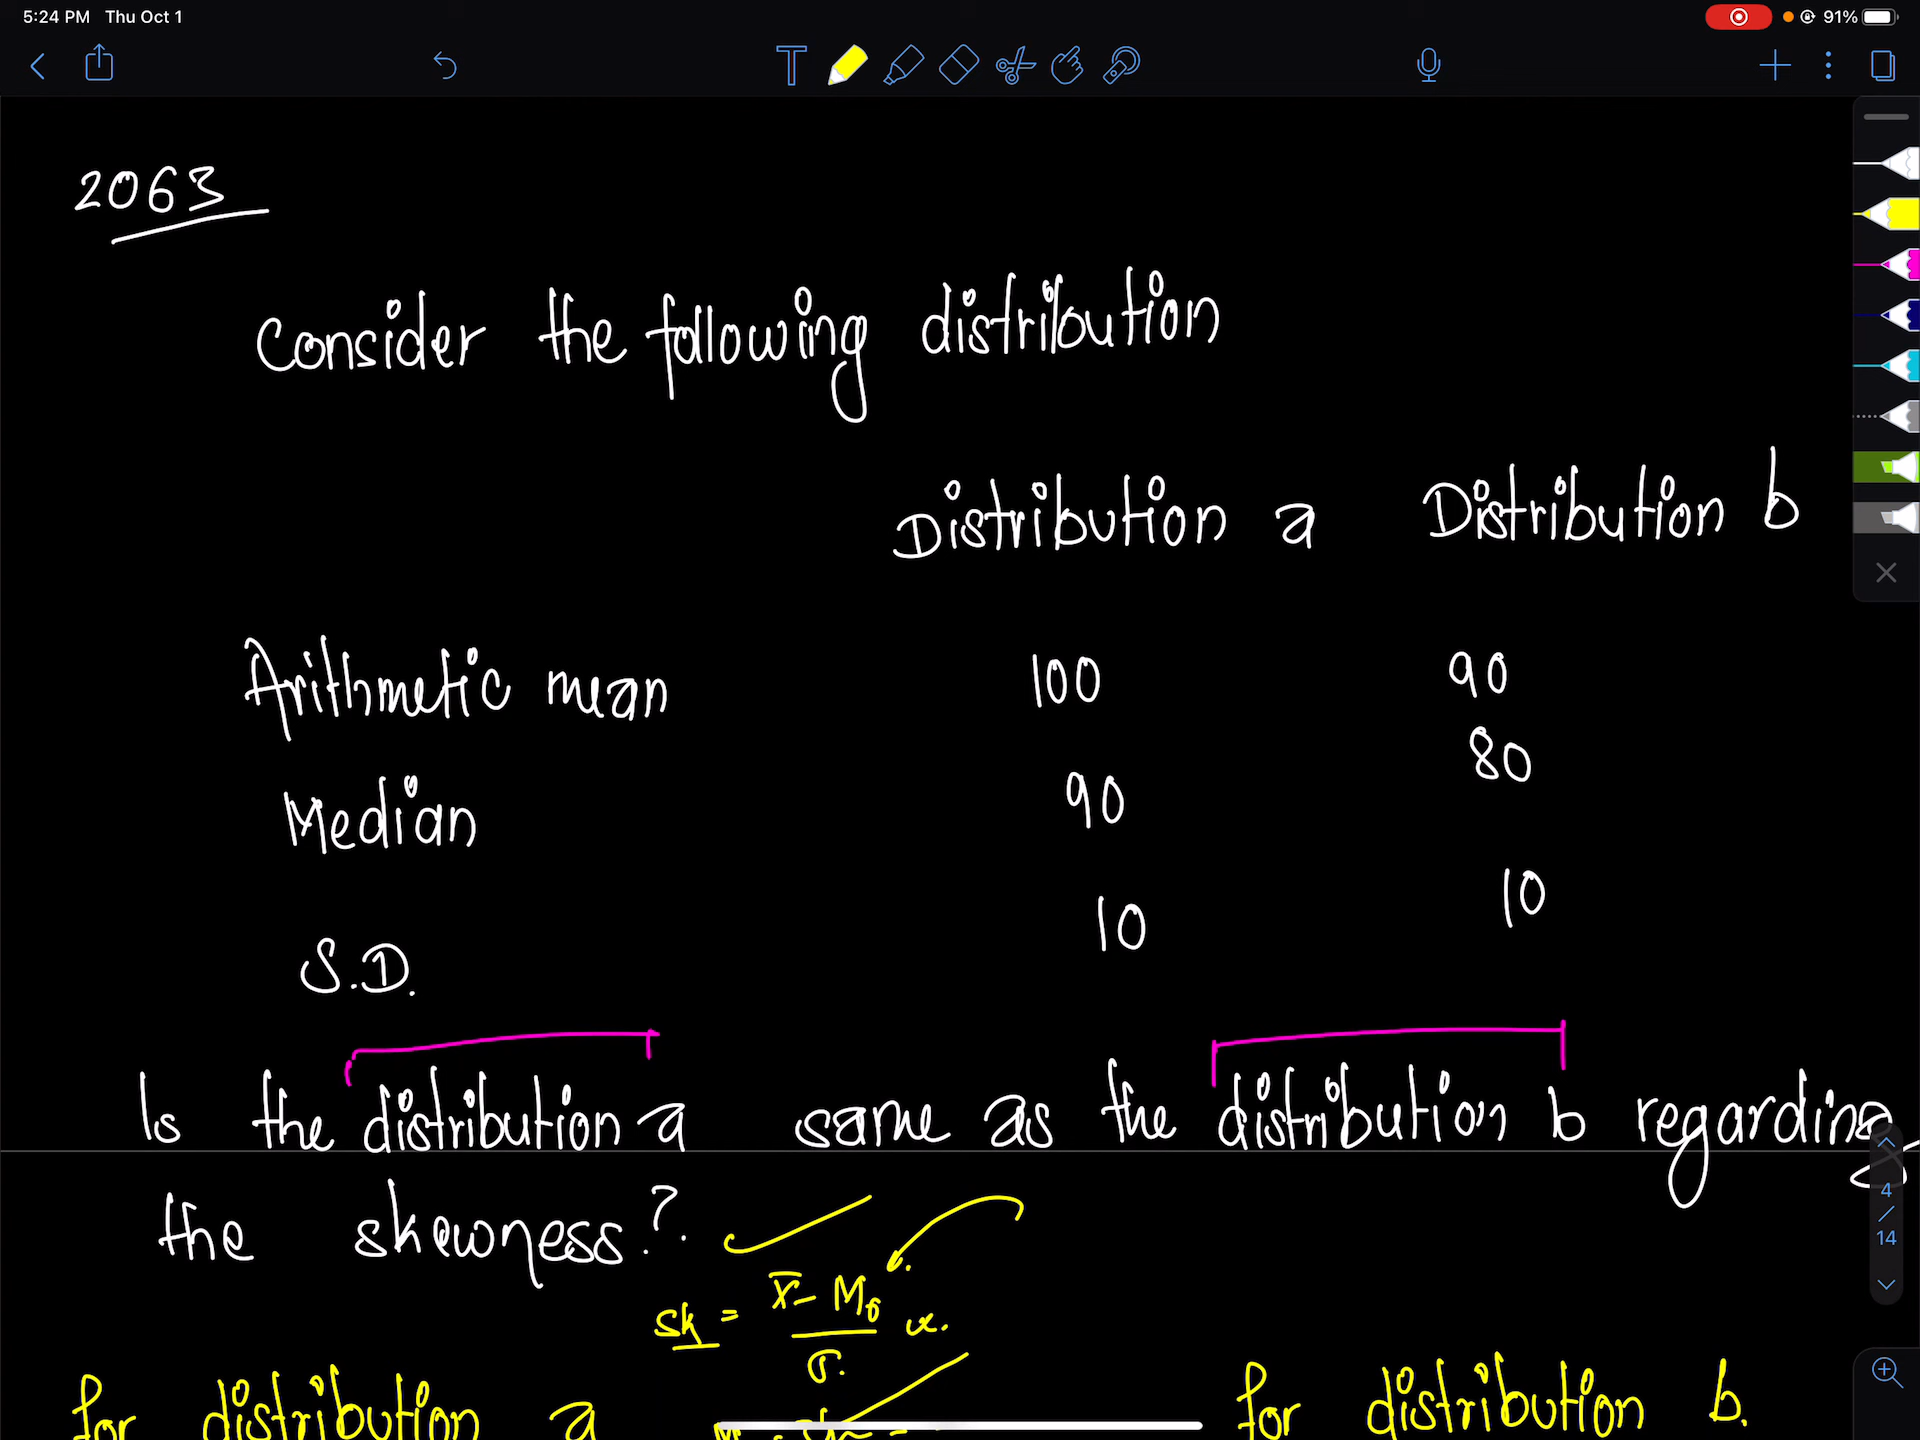 5:24 PM Thu Oct 1
91%
2063
Consider the following distribution
Distribution a Distribution b
Arithmetic mean 100 90
Median 90 80
S.D. 10 10
Is the distribution a same as the distribution b regarding
the skewness?
sk = x̄ - M₀
σ
for distribution a for distribution b.
4
/
14